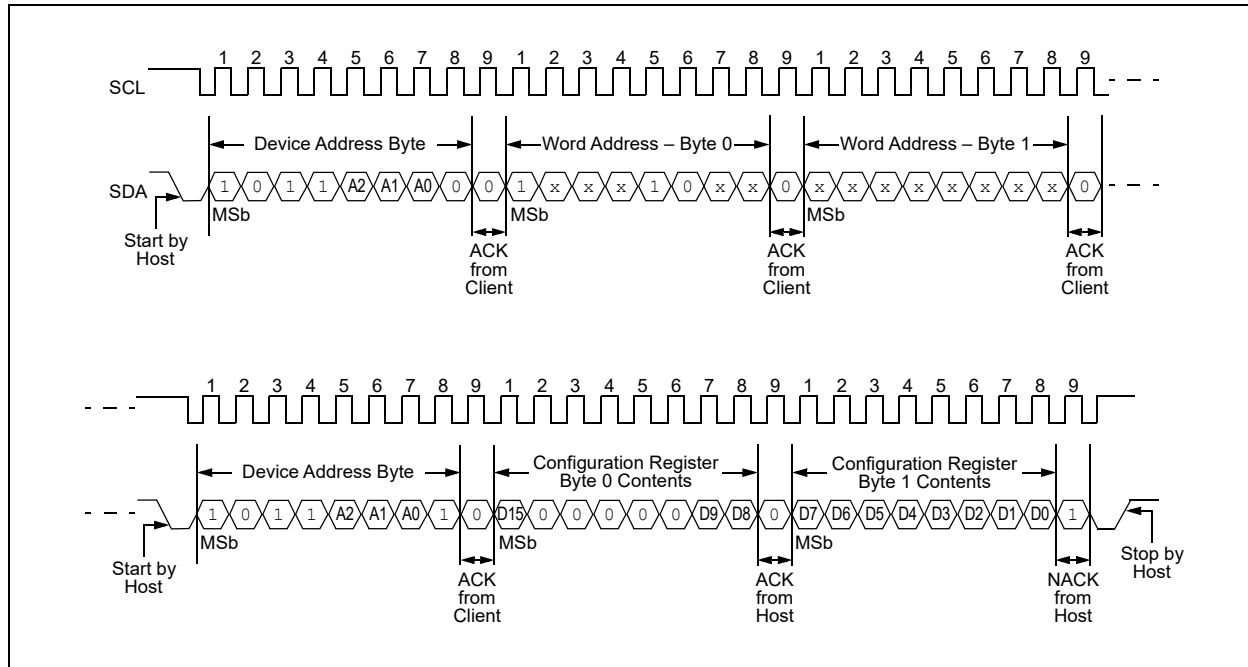 1 2 3 4 5 6 7 8 9 1 2 3 4 5 6 7 8 9 1 2 3 4 5 6 7 8 9
SCL
Device Address Byte
Word Address – Byte 0
Word Address – Byte 1
SDA
1 0 1 1 A2 A1 A0 0 0 1 x x x 1 0 x x 0 x x x x x x x x 0
MSb
MSb
MSb
Start by
Host
ACK
from
Client
ACK
from
Client
ACK
from
Client
1 2 3 4 5 6 7 8 9 1 2 3 4 5 6 7 8 9 1 2 3 4 5 6 7 8 9
Device Address Byte
Configuration Register
Byte 0 Contents
Configuration Register
Byte 1 Contents
1 0 1 1 A2 A1 A0 1 0 D15 0 0 0 0 0 D9 D8 0 D7 D6 D5 D4 D3 D2 D1 D0 1
MSb
MSb
MSb
Start by
Host
ACK
from
Client
ACK
from
Host
NACK
from
Host
Stop by
Host